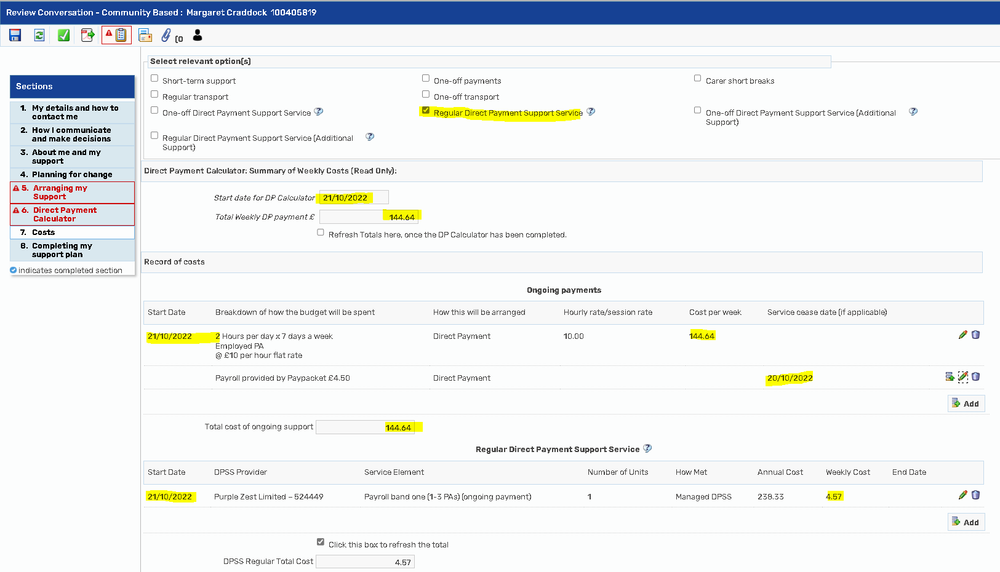 Review Conversation - Community Based : Margaret Craddock 100405819
(0
Sections
1. My details and how to
contact me
2. How I communicate
and make decisions
3. About me and my
support
4. Planning for change
5. Arranging my
Support
6. Direct Payment
Calculator
7. Costs
8. Completing my
support plan
indicates completed section
Select relevant option(s)
Short-term support
One-off payments
Carer short breaks
Regular transport
One-off transport
One-off Direct Payment Support Service
Regular Direct Payment Support Service
One-off Direct Payment Support Service (Additional
Support)
Regular Direct Payment Support Service (Additional
Support)
Direct Payment Calculator: Summary of Weekly Costs (Read Only):
Start date for DP Calculator 21/10/2022
Total Weekly DP payment £ 144.64
Refresh Totals here, once the DP Calculator has been completed.
Record of costs
Ongoing payments
Start Date Breakdown of how the budget will be spent How this will be arranged Hourly rate/session rate Cost per week Service cease date (if applicable)
21/10/2022 2 Hours per day x 7 days a week Direct Payment 10.00 144.64
Employed PA
@ £10 per hour flat rate
Payroll provided by Paypacket £4.50 Direct Payment 20/10/2022
Add
Total cost of ongoing support 144.64
Regular Direct Payment Support Service
Start Date DPSS Provider Service Element Number of Units How Met Annual Cost Weekly Cost End Date
21/10/2022 Purple Zest Limited – 524449 Payroll band one (1-3 PAs) (ongoing payment) 1 Managed DPSS 238.33 4.57
Add
Click this box to refresh the total
DPSS Regular Total Cost 4.57